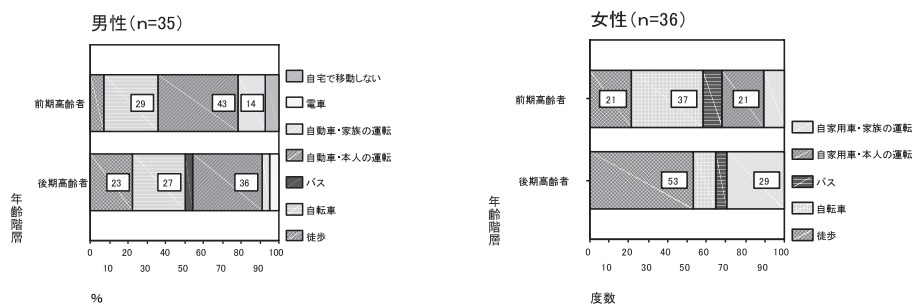 男性(n=35)
前期高齢者
29
43
14
後期高齢者
23
27
36
年齢階層
0
10
20
30
40
50
60
70
80
90
100
%
自宅で移動しない
電車
自動車・家族の運転
自動車・本人の運転
バス
自転車
徒歩
女性(n=36)
前期高齢者
21
37
21
後期高齢者
53
29
年齢階層
0
10
20
30
40
50
60
70
80
90
100
度数
自家用車・家族の運転
自家用車・本人の運転
バス
自転車
徒歩